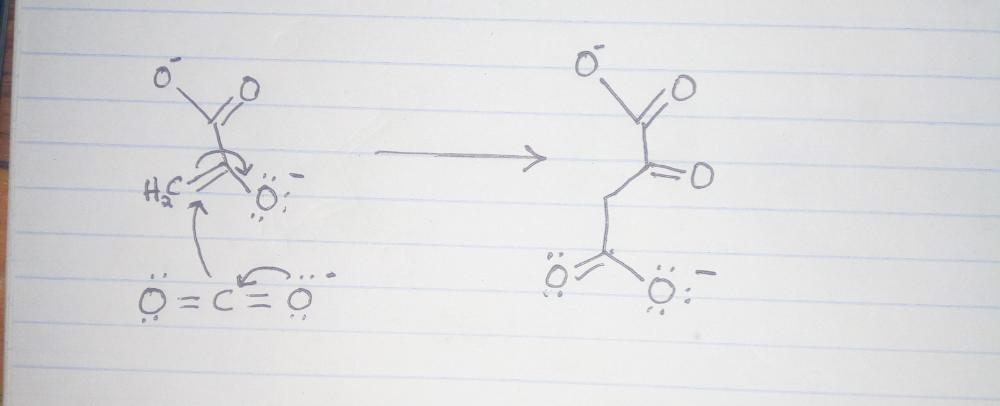 O⁻ O O⁻ O
H₂C O⁻ O
O=C=O⁻ O O⁻